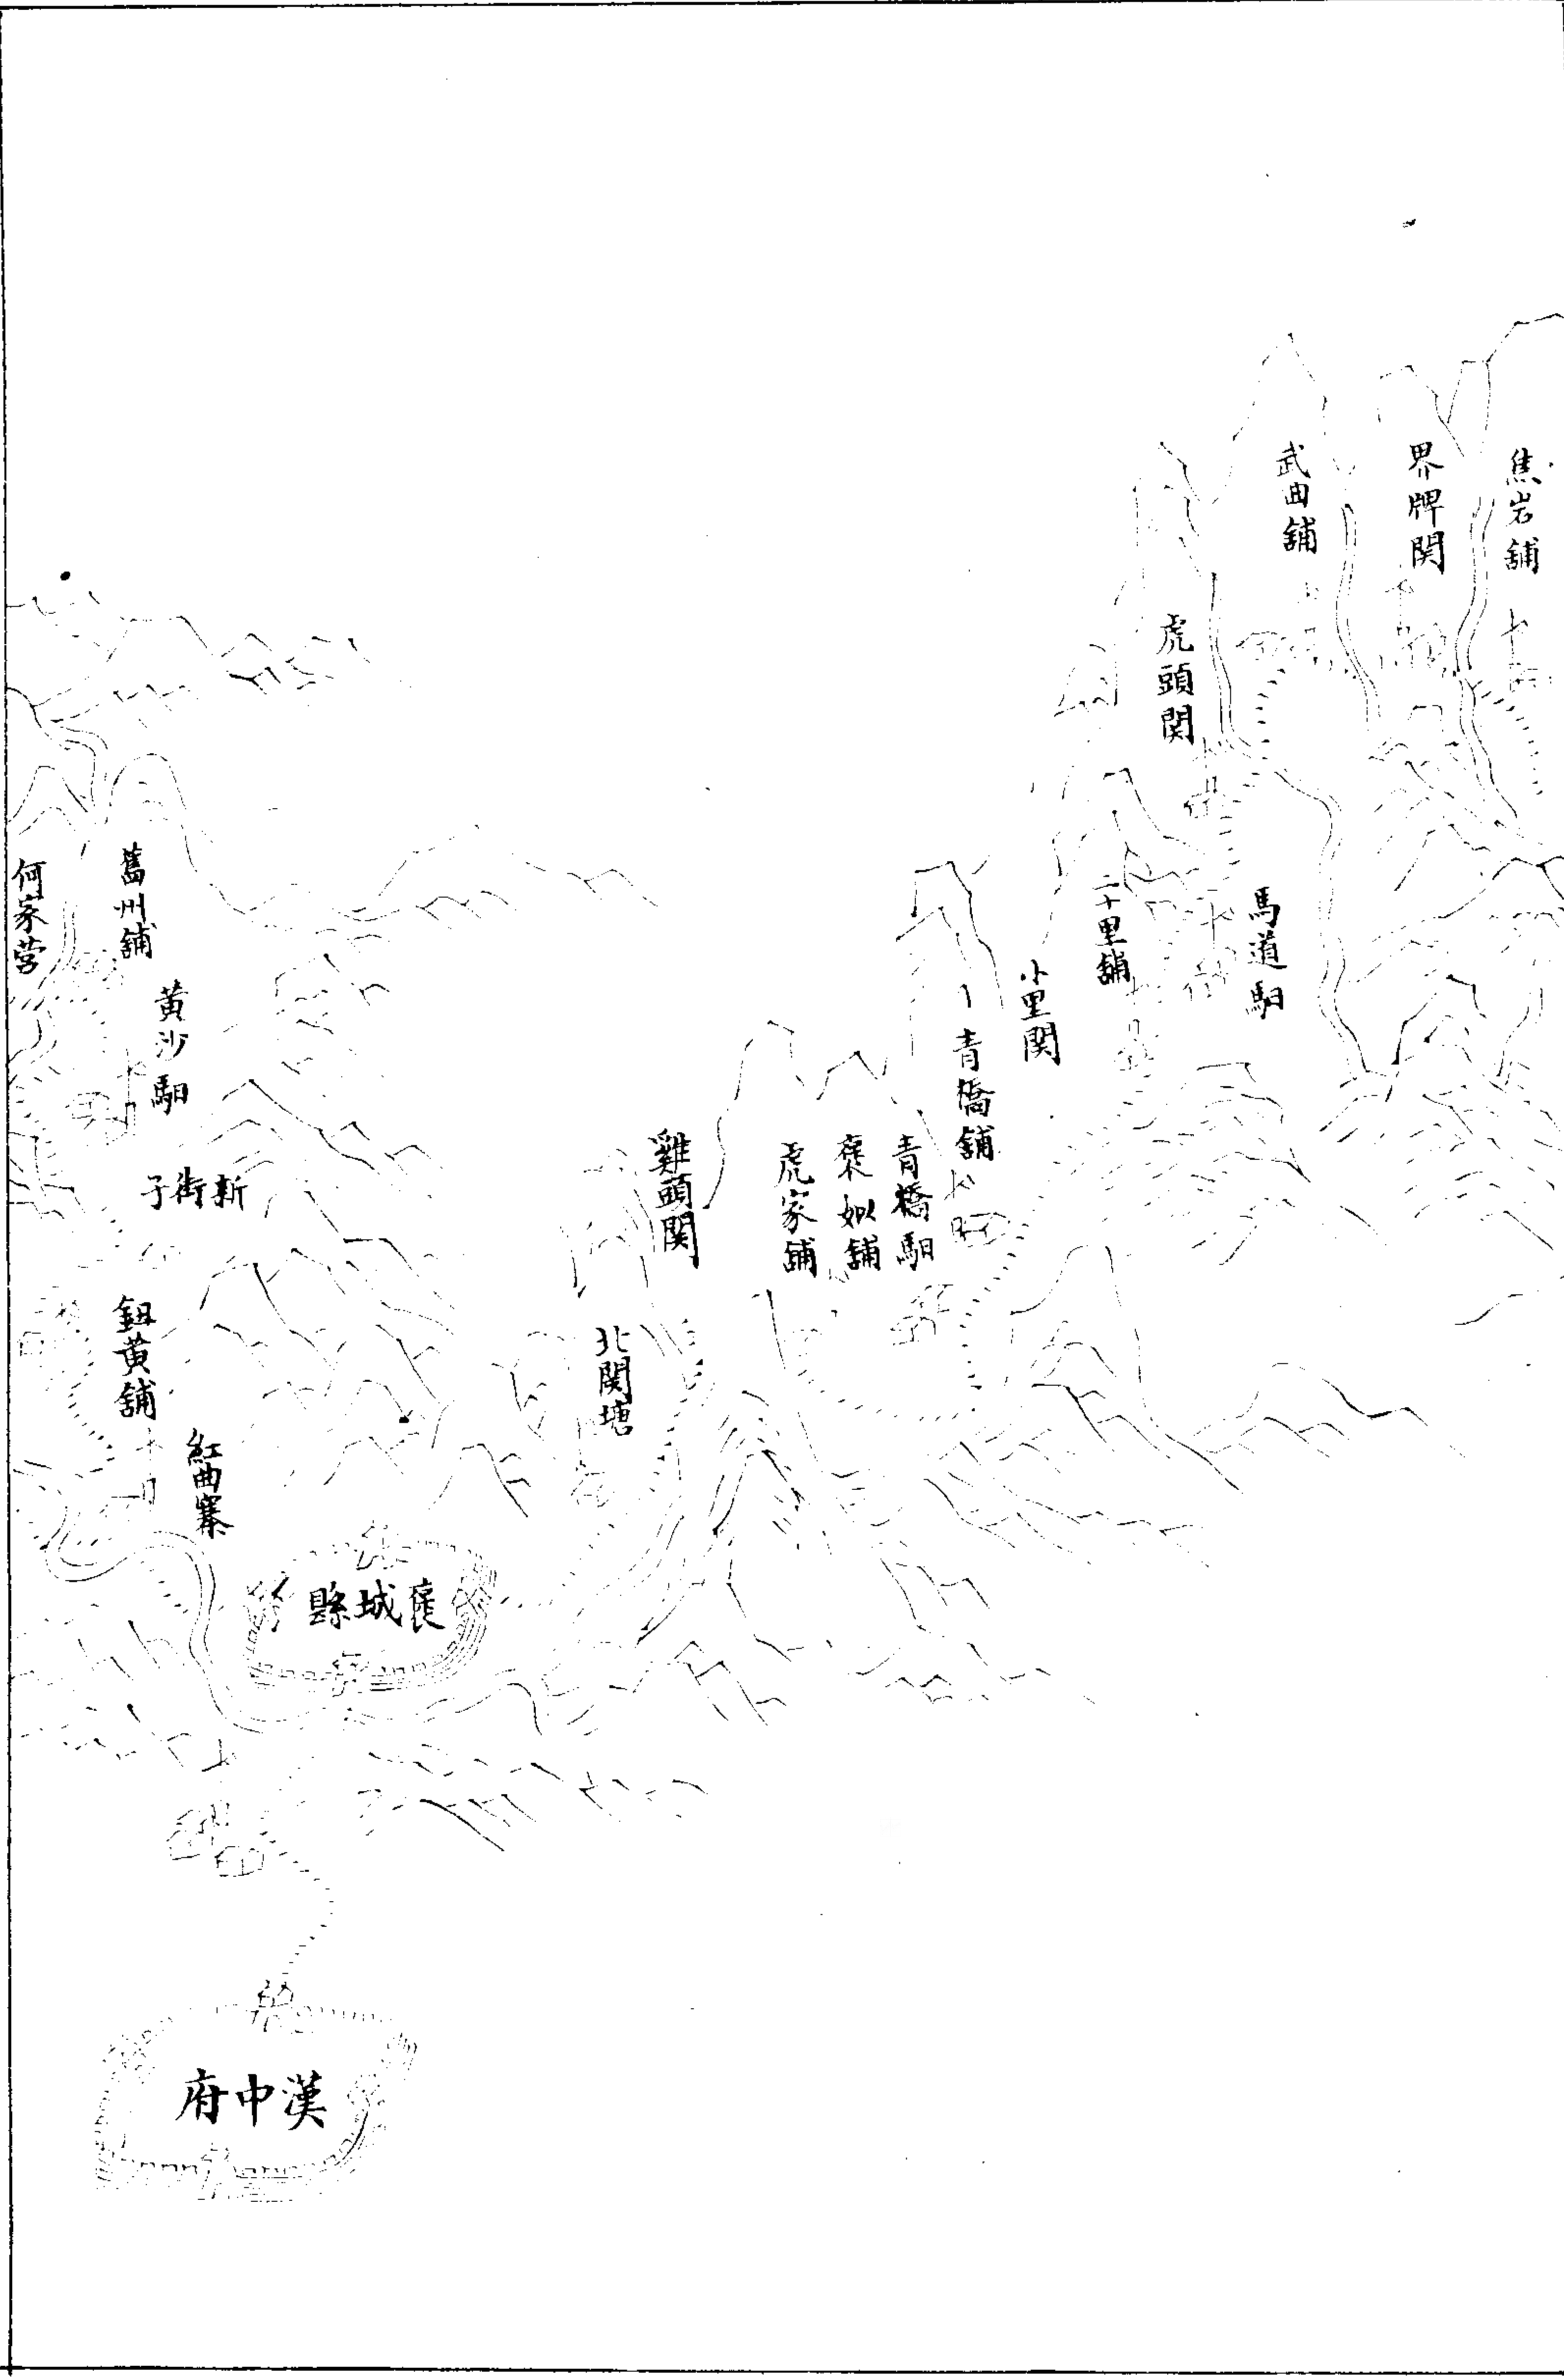 焦岩舖
界牌関
武曲舖
虎頭関
馬道馹
二十里舖
小里関
青橋舖
青橋馹
褒姒舖
虎家舖
雞頭関
北関塘
褒城縣
漢中府
紅曲寨
鈕黄舖
新街子
黄沙馹
舊州舖
何家营